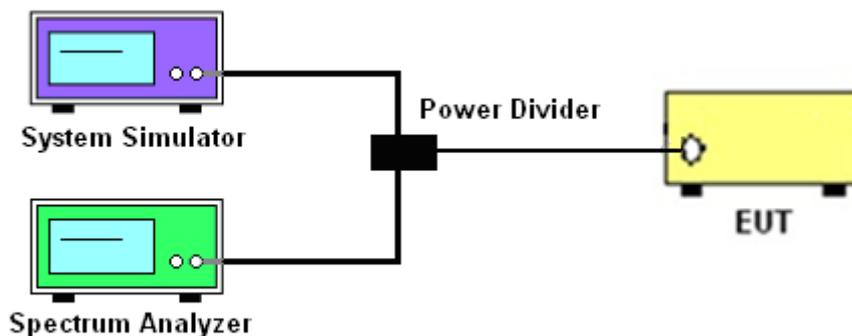 System Simulator
Power Divider
EUT
Spectrum Analyzer